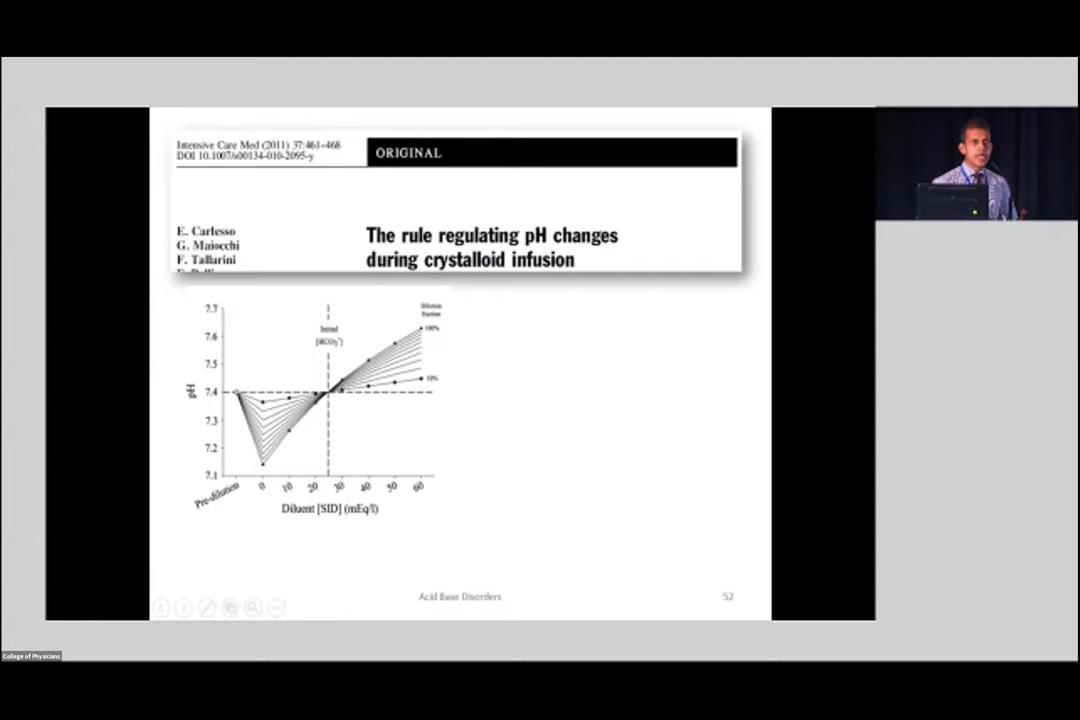 Intensive Care Med (2011) 37:461–468
DOI 10.1007/s00134-010-2095-y
ORIGINAL
E. Carlesso
G. Maiocchi
F. Tallarini
The rule regulating pH changes
during crystalloid infusion
7.7
7.6
7.5
7.4
7.3
7.2
7.1
pH
Initial
[HCO3-]
Dilution
fraction
100%
10%
Pre-dilution
0
10
20
30
40
50
60
Diluent [SID] (mEq/l)
Acid Base Disorders
52
College of Physicians